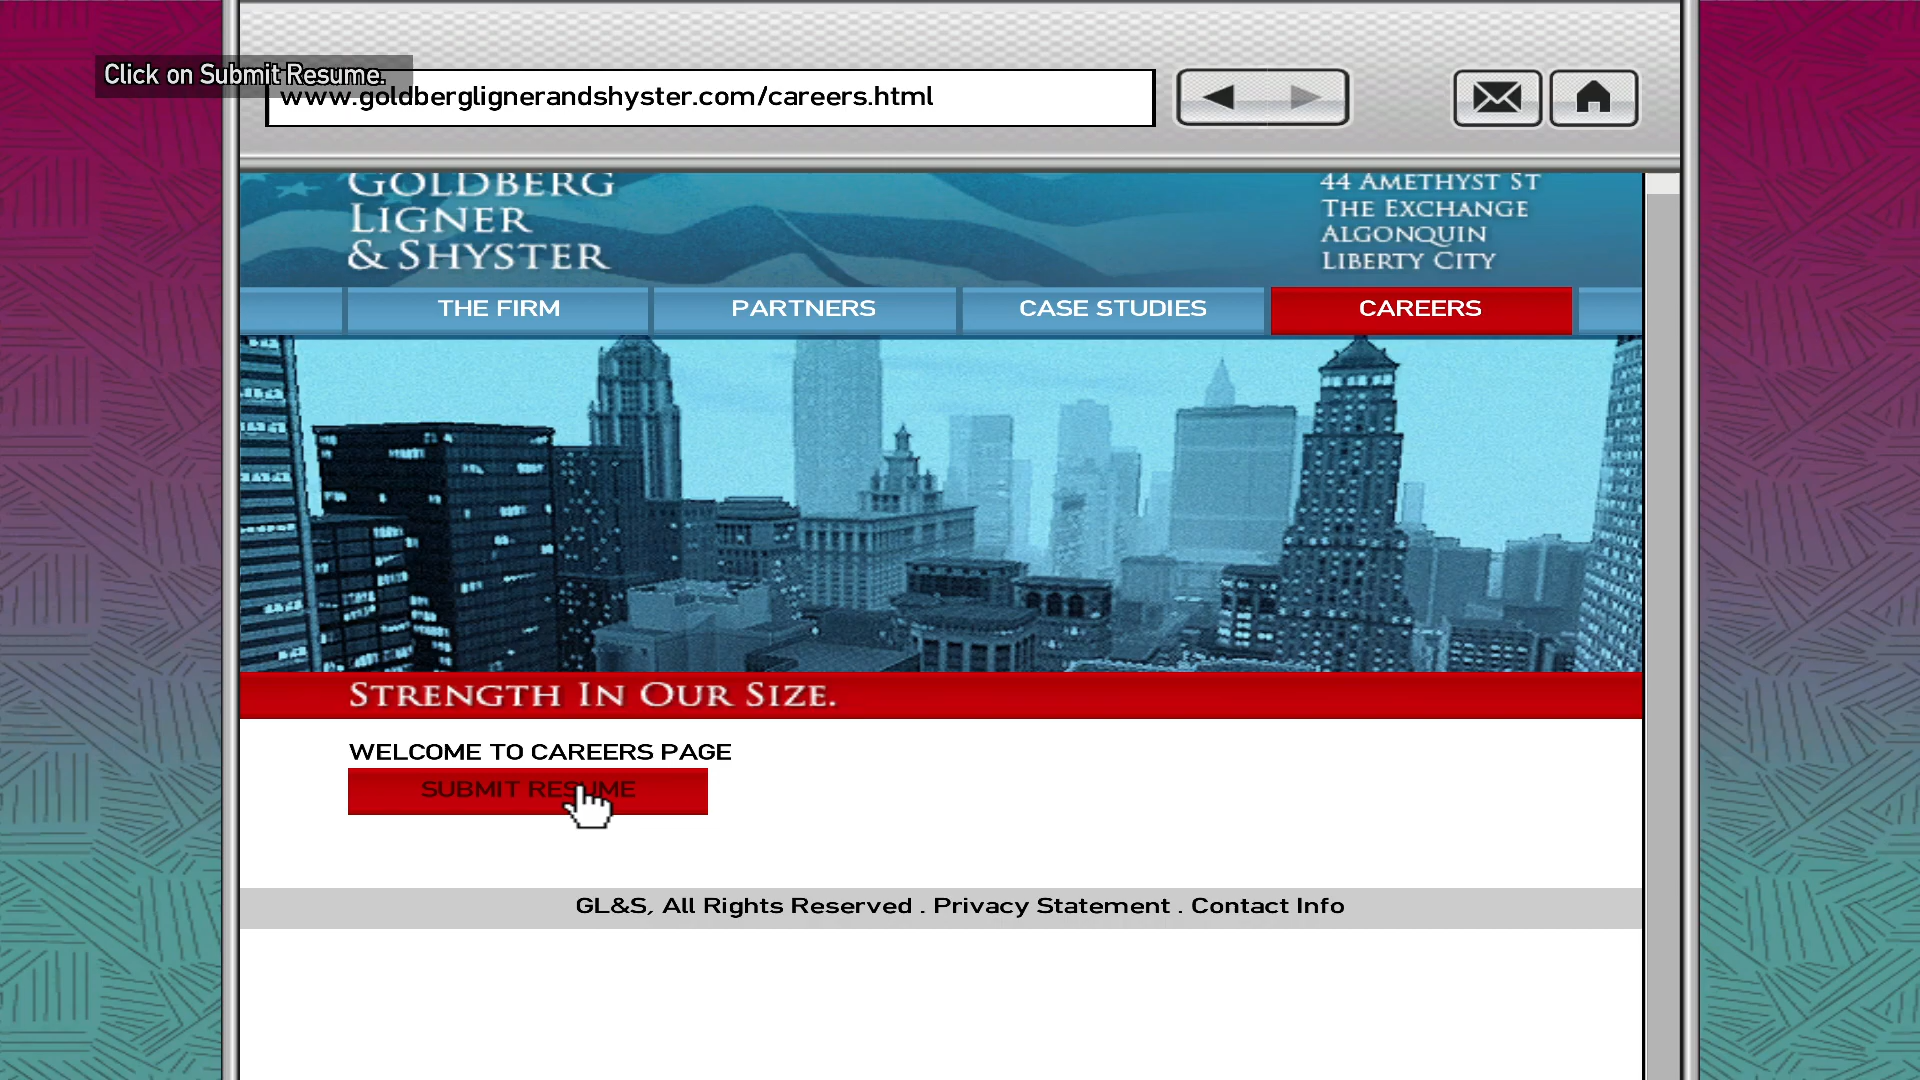 Click on Submit Resume.
www.goldberglignerandshyster.com/careers.html
GOLDBERG
LIGNER
& SHYSTER
44 AMETHYST ST
THE EXCHANGE
ALGONQUIN
LIBERTY CITY
THE FIRM
PARTNERS
CASE STUDIES
CAREERS
STRENGTH IN OUR SIZE.
WELCOME TO CAREERS PAGE
SUBMIT RESUME
GL&S, All Rights Reserved . Privacy Statement . Contact Info